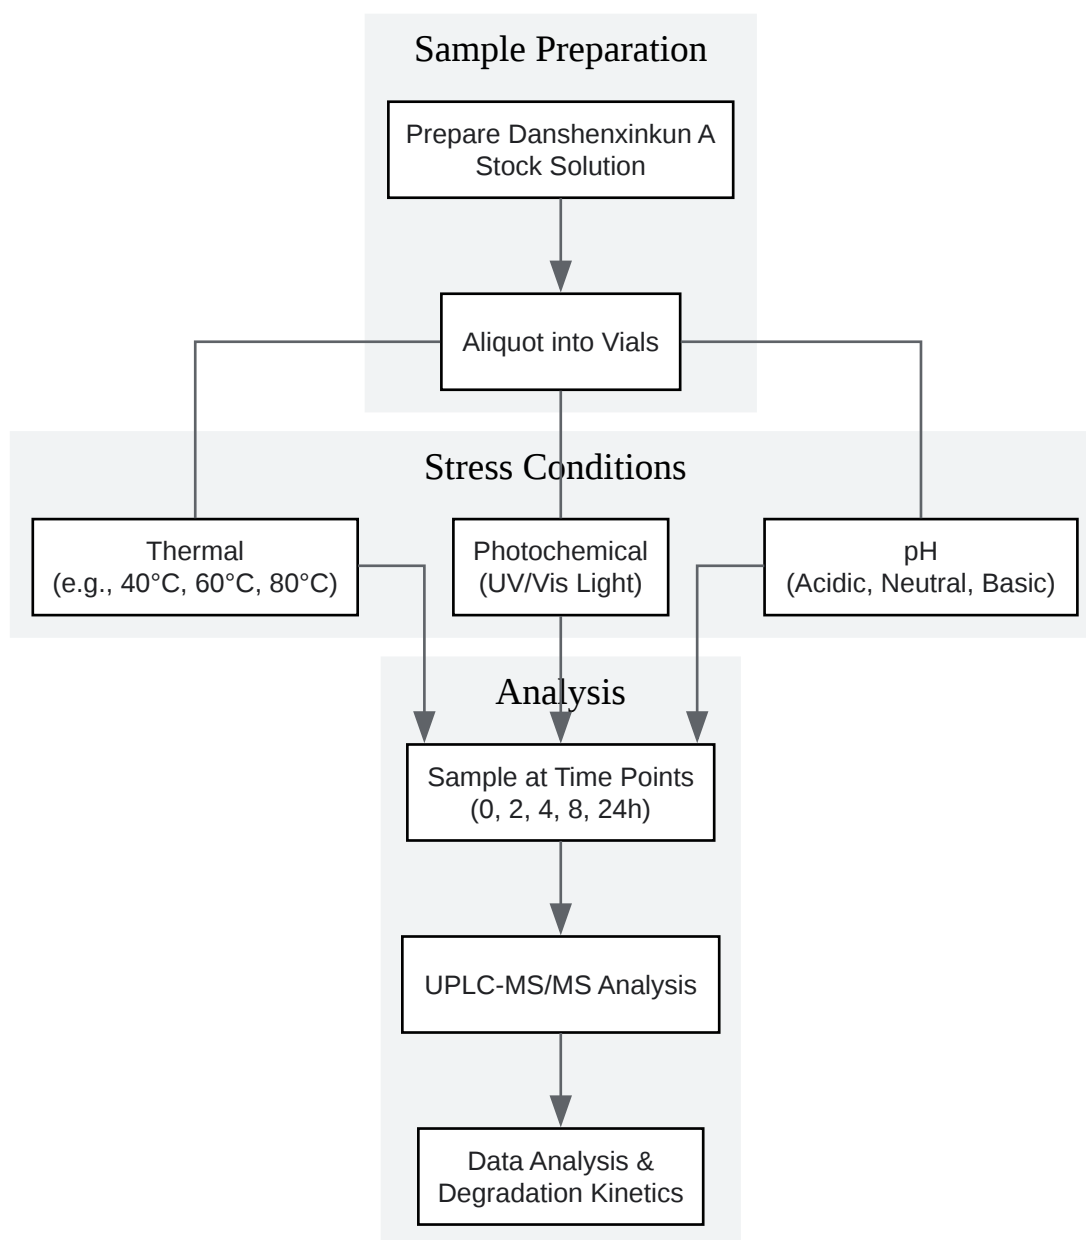 Sample Preparation
Prepare Danshenxinkun A
Stock Solution
Aliquot into Vials
Stress Conditions
Thermal
(e.g., 40°C, 60°C, 80°C)
Photochemical
(UV/Vis Light)
pH
(Acidic, Neutral, Basic)
Analysis
Sample at Time Points
(0, 2, 4, 8, 24h)
UPLC-MS/MS Analysis
Data Analysis &
Degradation Kinetics